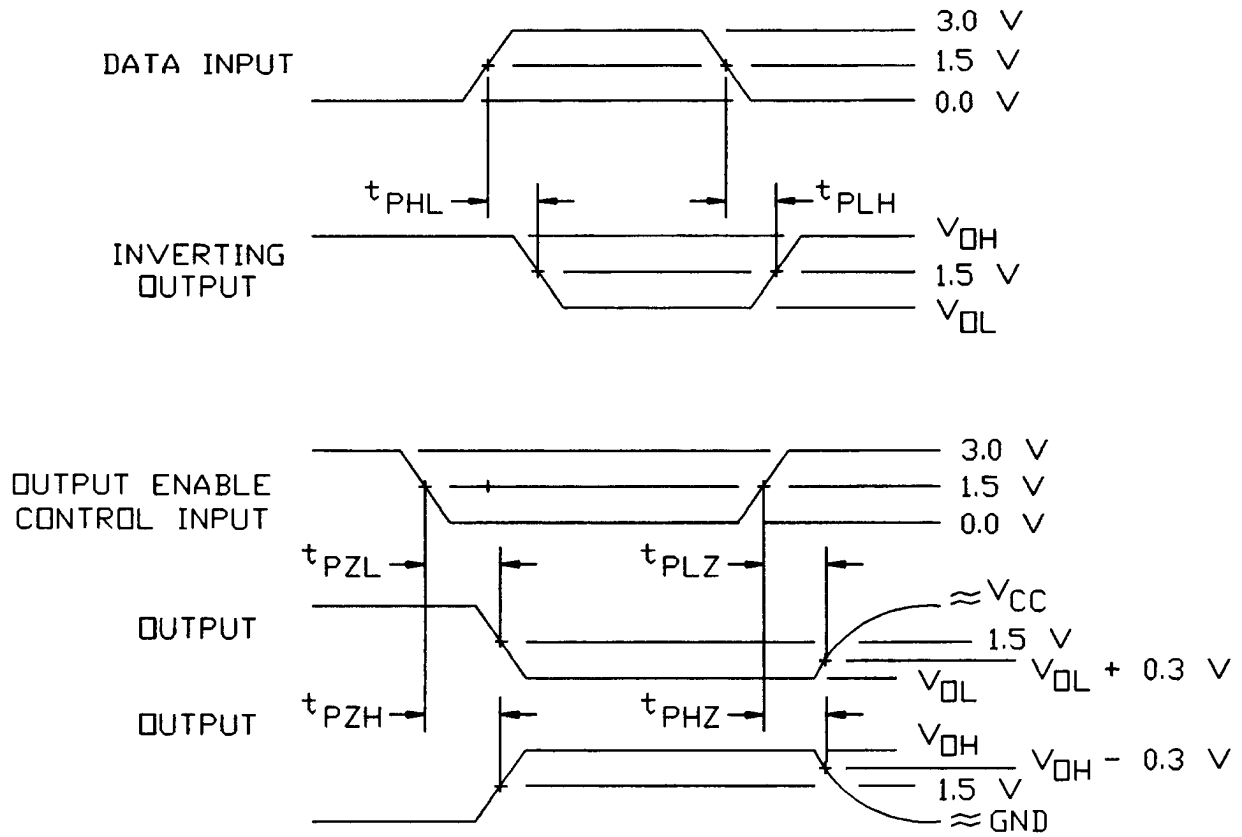 3.0 V
DATA INPUT
1.5 V
0.0 V
tPHL
tPLH
VOH
INVERTING
OUTPUT
1.5 V
VOL
3.0 V
OUTPUT ENABLE
CONTROL INPUT
1.5 V
0.0 V
tPZL
tPLZ
≈VCC
OUTPUT
1.5 V
VOL + 0.3 V
VOL
OUTPUT
tPZH
tPHZ
VOH
VOH - 0.3 V
1.5 V
≈GND